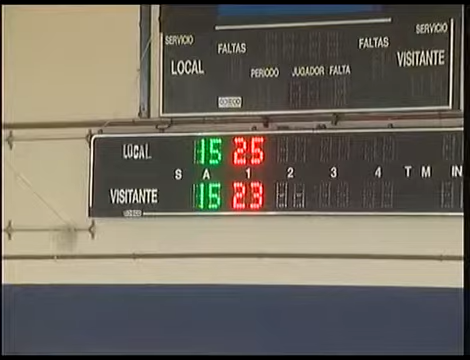 SERVICIO
FALTAS
FALTAS
SERVICIO
LOCAL
VISITANTE
PERIODO JUGADOR FALTA
LOCAL 15 25
S A 1 2 3 4 T M IN
VISITANTE 15 23